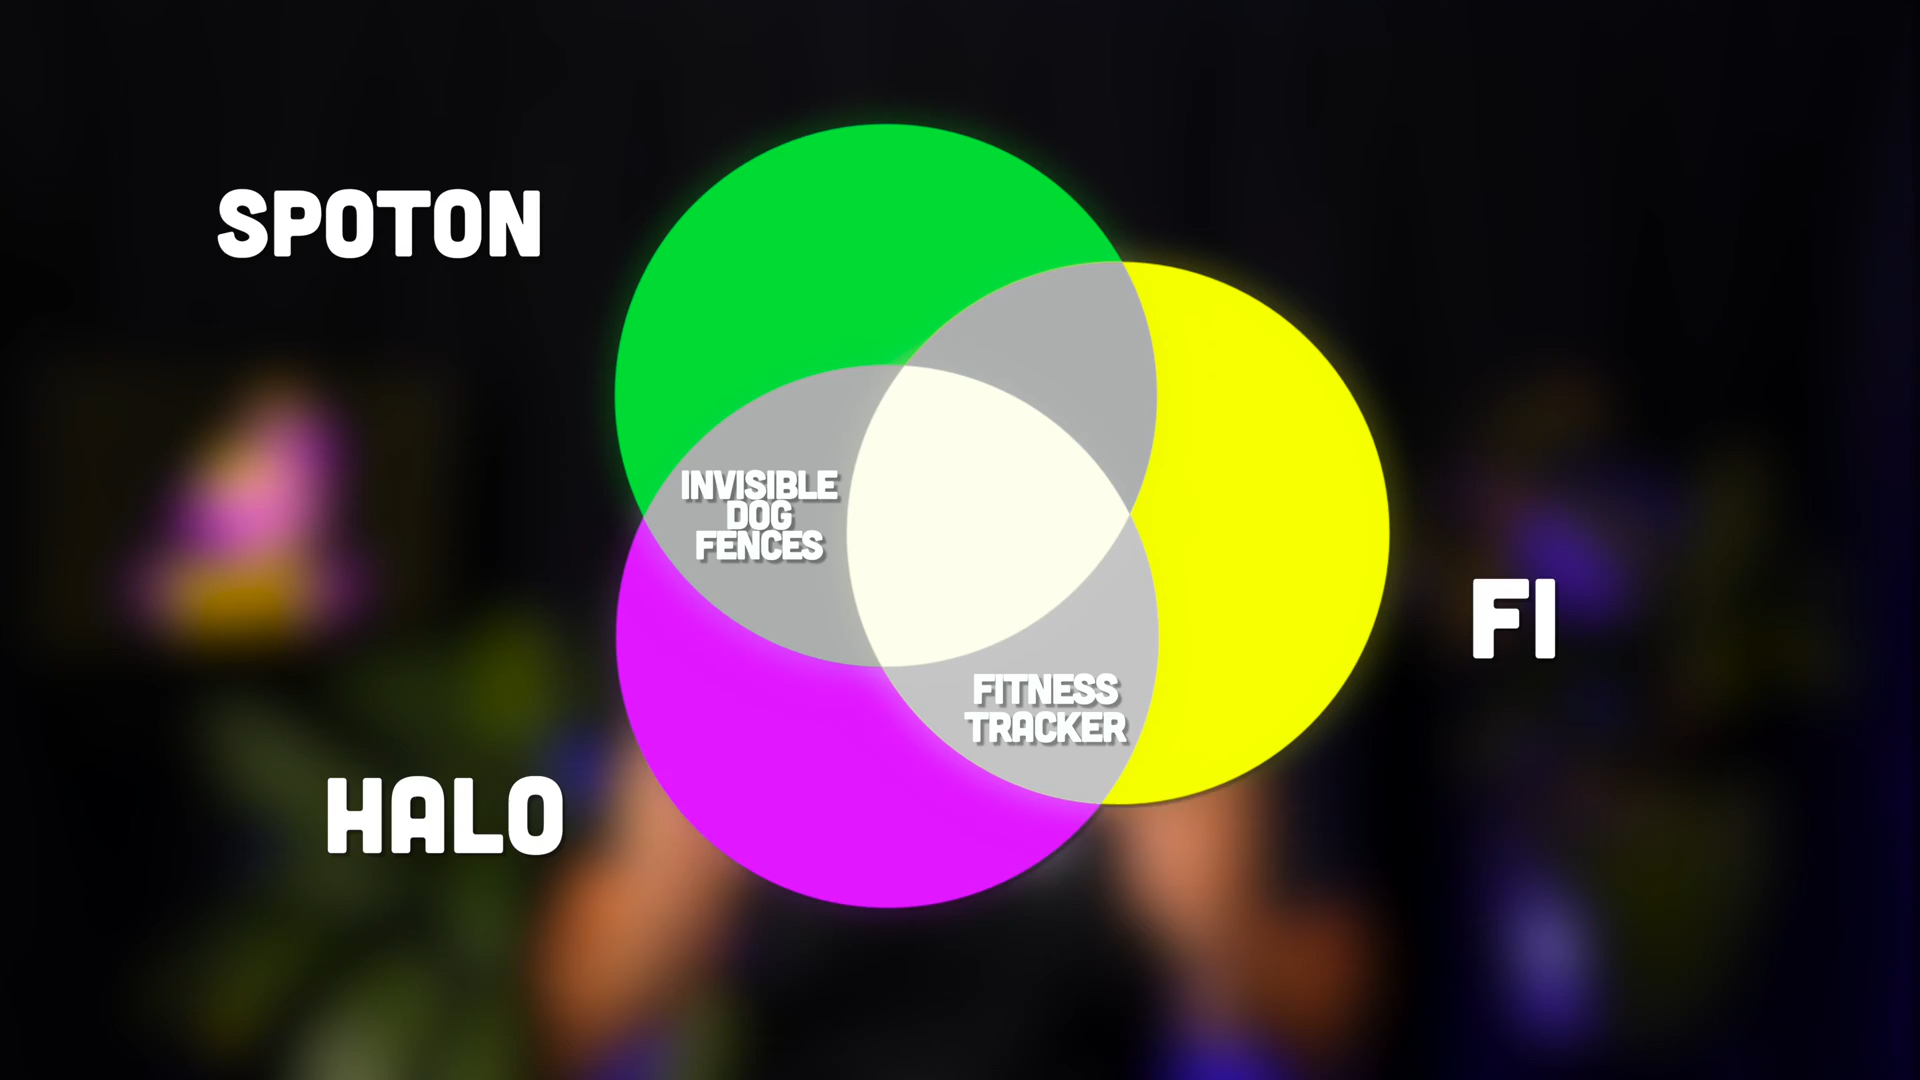 SPOTON
INVISIBLE
DOG
FENCES
FI
FITNESS
TRACKER
HALO